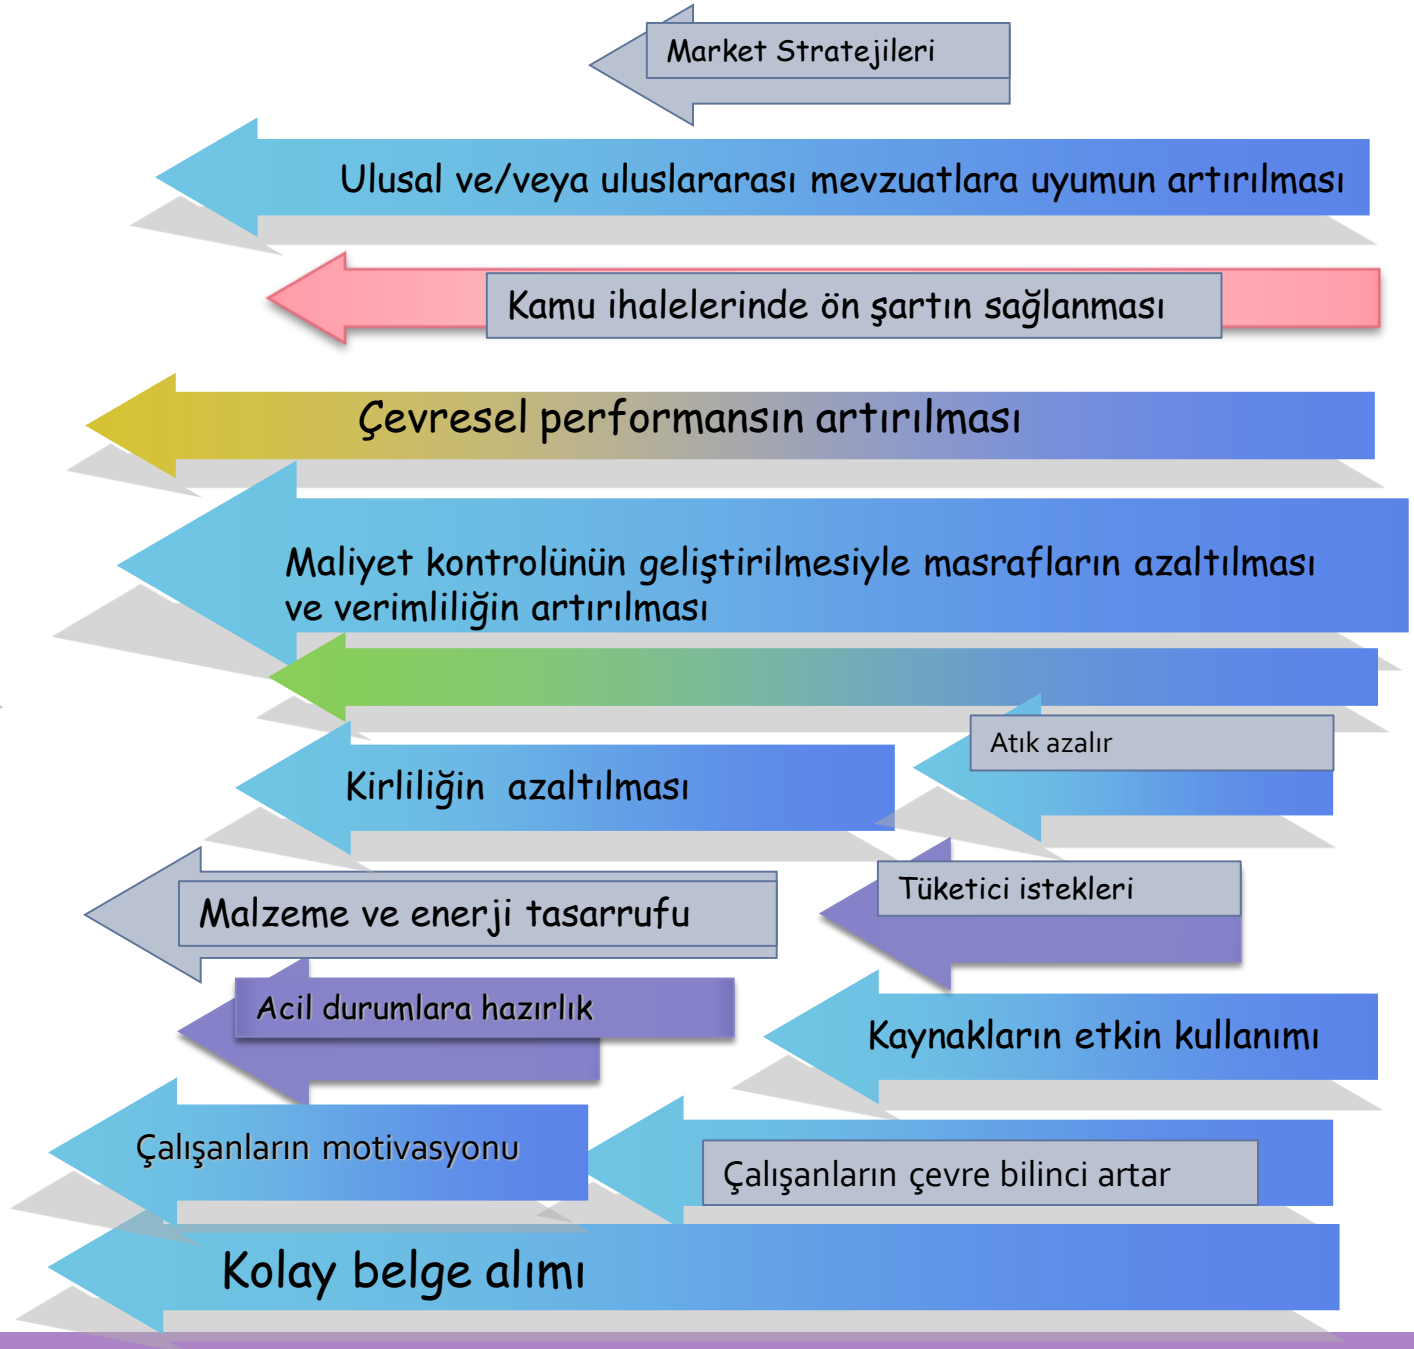 Market Stratejileri
Ulusal ve/veya uluslararası mevzuatlara uyumun artırılması
Kamu ihalelerinde ön şartın sağlanması
Çevresel performansın artırılması
Maliyet kontrolünün geliştirilmesiyle masrafların azaltılması
ve verimliliğin artırılması
Atık azalır
Kirliliğin azaltılması
Tüketici istekleri
Malzeme ve enerji tasarrufu
Acil durumlara hazırlık
Kaynakların etkin kullanımı
Çalışanların motivasyonu
Çalışanların çevre bilinci artar
Kolay belge alımı